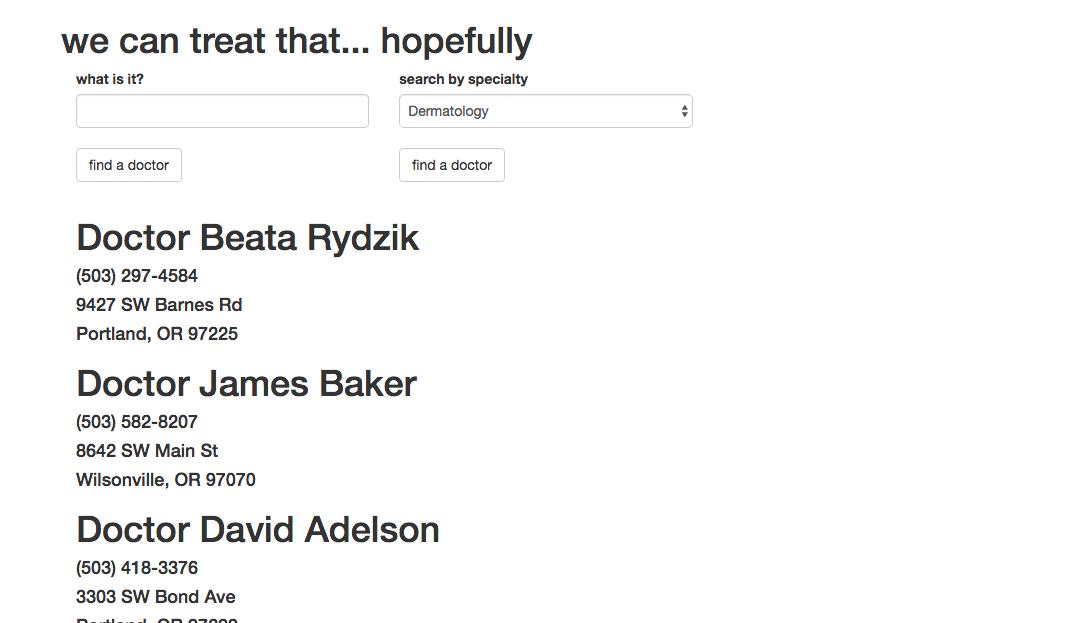 we can treat that... hopefully
what is it?
search by specialty
Dermatology
find a doctor
find a doctor
Doctor Beata Rydzik
(503) 297-4584
9427 SW Barnes Rd
Portland, OR 97225
Doctor James Baker
(503) 582-8207
8642 SW Main St
Wilsonville, OR 97070
Doctor David Adelson
(503) 418-3376
3303 SW Bond Ave
Portland, OR